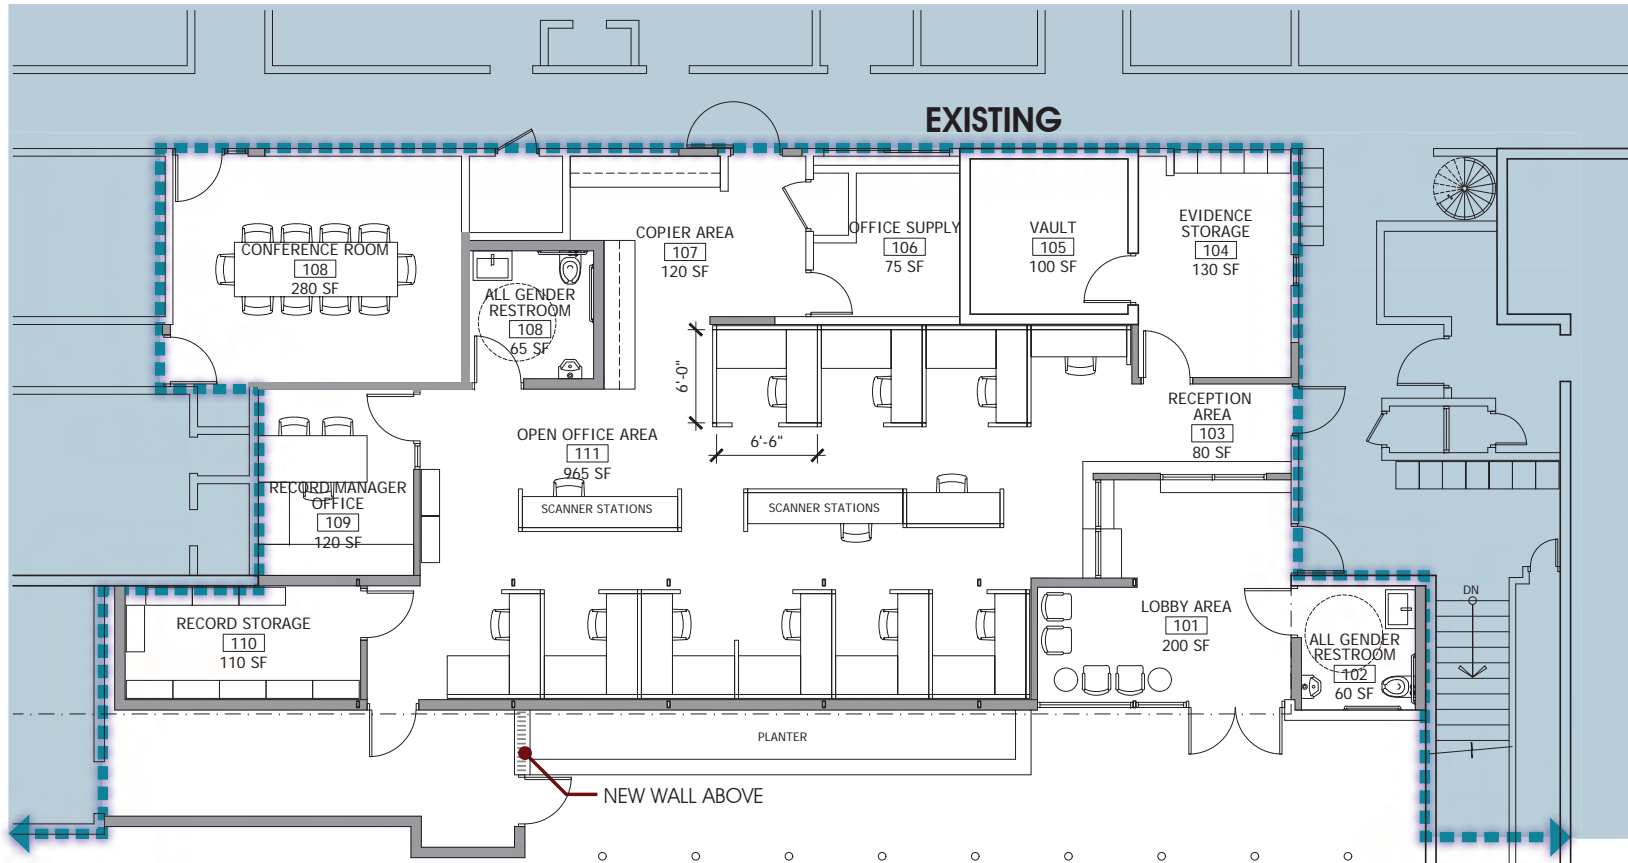 EXISTING
CONFERENCE ROOM
108
280 SF
ALL GENDER
RESTROOM
108
65 SF
COPIER AREA
107
120 SF
OFFICE SUPPLY
106
75 SF
VAULT
105
100 SF
EVIDENCE
STORAGE
104
130 SF
6'-0"
6'-6"
RECEPTION
AREA
103
80 SF
OPEN OFFICE AREA
111
965 SF
SCANNER STATIONS
SCANNER STATIONS
RECORD MANAGER
OFFICE
109
120 SF
RECORD STORAGE
110
110 SF
LOBBY AREA
101
200 SF
ALL GENDER
RESTROOM
102
60 SF
DN
PLANTER
NEW WALL ABOVE